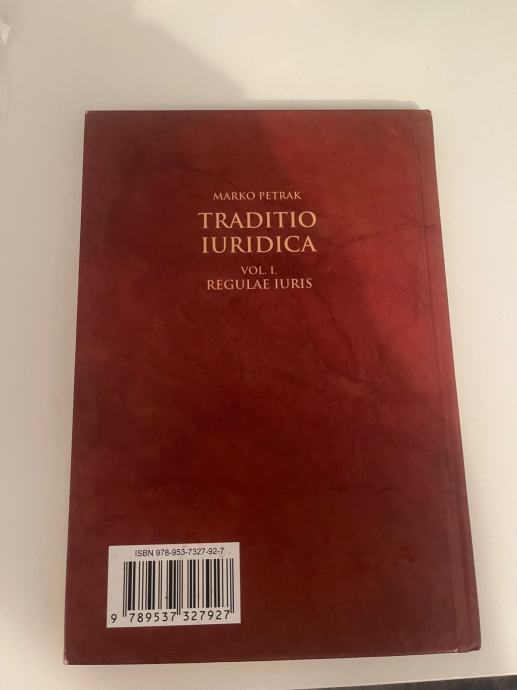 MARKO PETRAK
TRADITIO
IURIDICA
VOL. I.
REGULAE IURIS
ISBN 978-953-7327-92-7
9 789537 327927